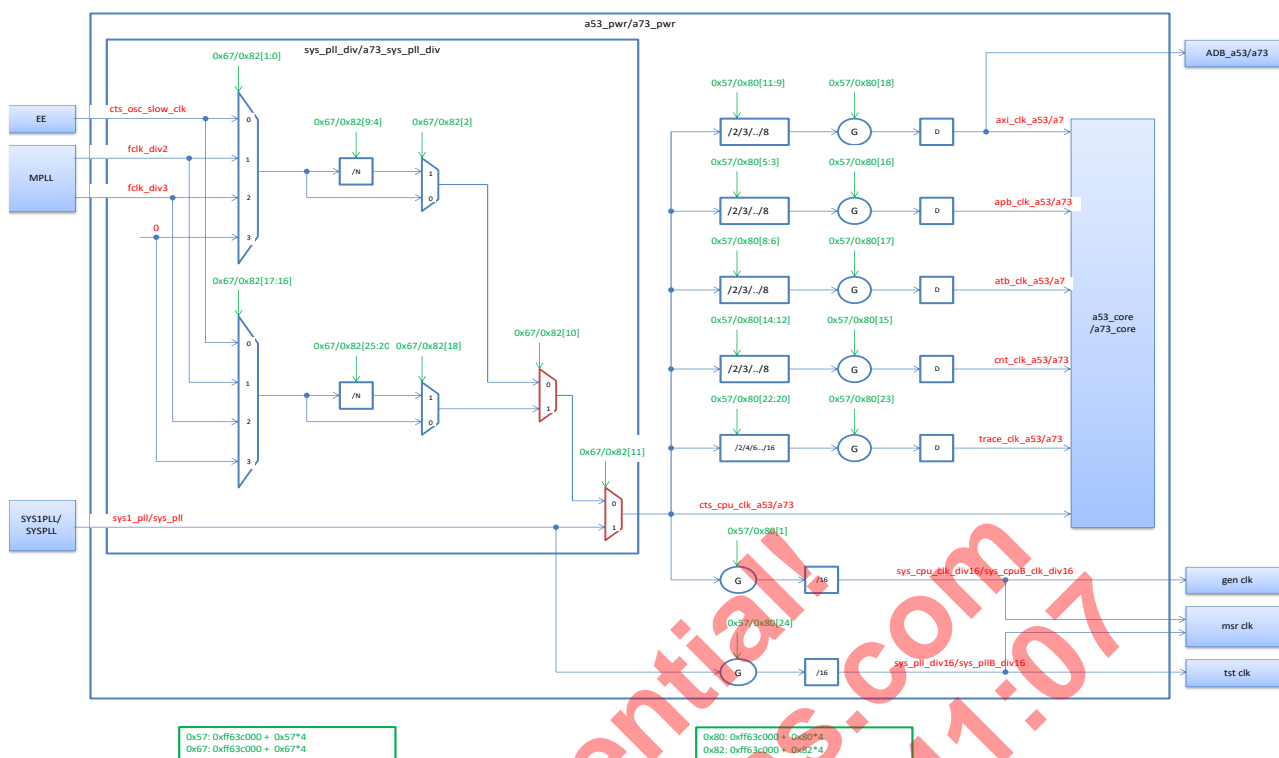 a53_pwr/a73_pwr
sys_pll_div/a73_sys_pll_div
ADB_a53/a73
0x67/0x82[1:0]
0x57/0x80[11:9]
0x57/0x80[18]
EE
cts_osc_slow_clk
0
0x67/0x82[9:4]
0x67/0x82[2]
/2/3/../8
G
D
axi_clk_a53/a7
MPLL
fclk_div2
1
/N
1
0x57/0x80[5:3]
0x57/0x80[16]
fclk_div3
2
0
/2/3/../8
G
D
apb_clk_a53/a73
0
3
0x57/0x80[8:6]
0x57/0x80[17]
0x67/0x82[17:16]
/2/3/../8
G
D
atb_clk_a53/a7
a53_core
/a73_core
0x57/0x80[14:12]
0x57/0x80[15]
0
0x67/0x82[25:20
0x67/0x82[18]
0x67/0x82[10]
/2/3/../8
G
D
cnt_clk_a53/a73
1
/N
1
0
0
1
0x57/0x80[22:20]
0x57/0x80[23]
2
/2/4/6.../16
G
D
trace_clk_a53/a73
3
0x67/0x82[11]
SYS1PLL/
SYSPLL
sys1_pll/sys_pll
0
1
cts_cpu_clk_a53/a73
0x57/0x80[1]
G
/16
sys_cpu_clk_div16/sys_cpuB_clk_div16
gen clk
msr clk
0x57/0x80[24]
G
/16
sys_pll_div16/sys_pllB_div16
tst clk
0x57: 0xff63c000 + 0x57*4
0x67: 0xff63c000 + 0x67*4
0x80: 0xff63c000 + 0x80*4
0x82: 0xff63c000 + 0x82*4
ential!
s.com
11:07